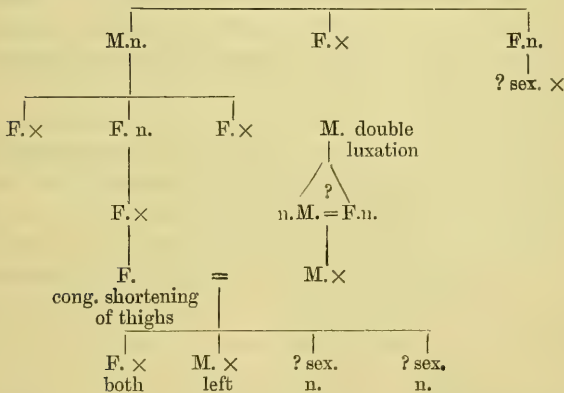 M.n. F. × F.n.
? sex. ×
F. × F. n. F. × M. double
luxation
?
F. × n.M. = F.n.
F. = M. ×
cong. shortening
of thighs
F. × M. × ? sex. ? sex.
both left n. n.